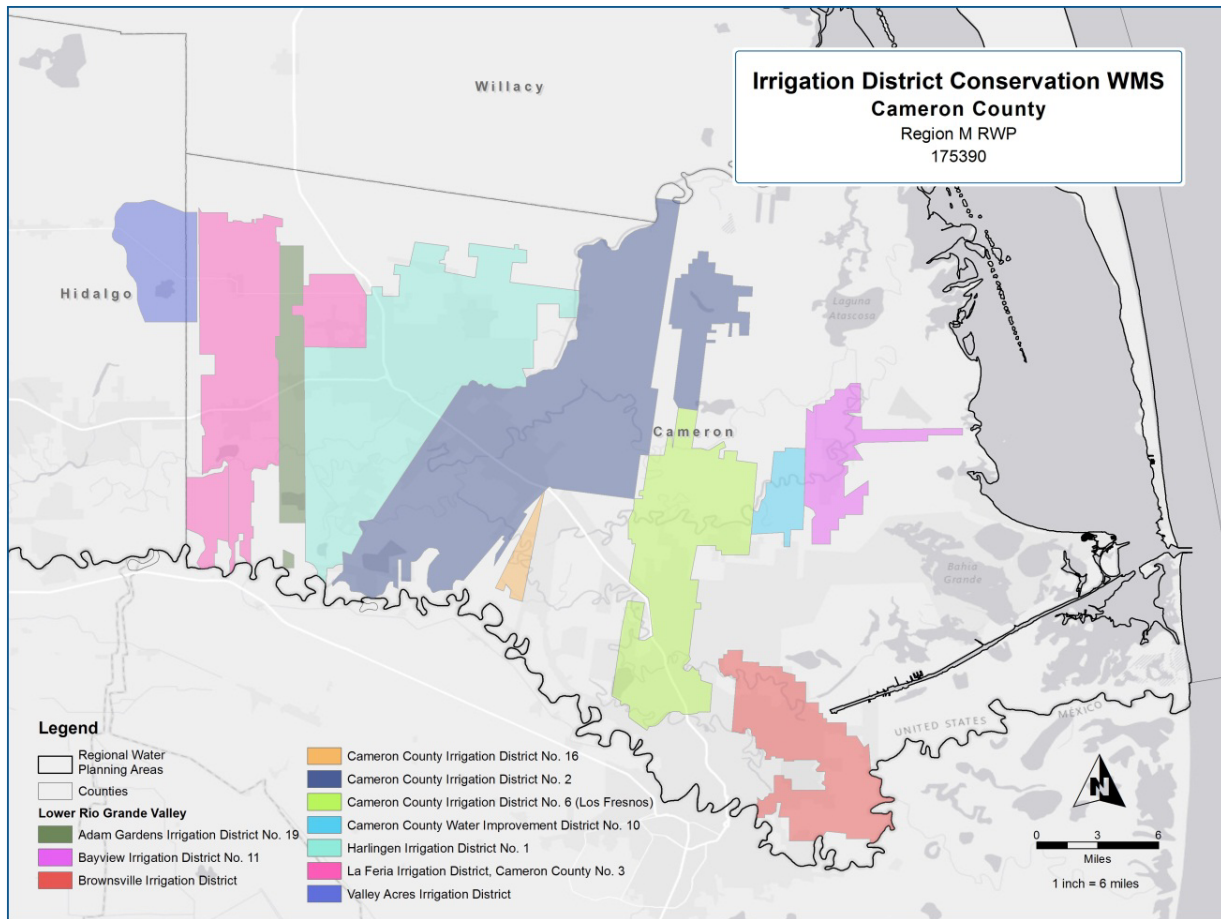 Irrigation District Conservation WMS
Cameron County
Region M RWP
175390
Willacy
Hidalgo
Laguna
Atascosa
Cameron
Bahia
Grande
UNITED STATES
MÉXICO
Legend
Regional Water
Planning Areas
Counties
Lower Rio Grande Valley
Adam Gardens Irrigation District No. 19
Bayview Irrigation District No. 11
Brownsville Irrigation District
Cameron County Irrigation District No. 16
Cameron County Irrigation District No. 2
Cameron County Irrigation District No. 6 (Los Fresnos)
Cameron County Water Improvement District No. 10
Harlingen Irrigation District No. 1
La Feria Irrigation District, Cameron County No. 3
Valley Acres Irrigation District
N
0 3 6
Miles
1 inch = 6 miles